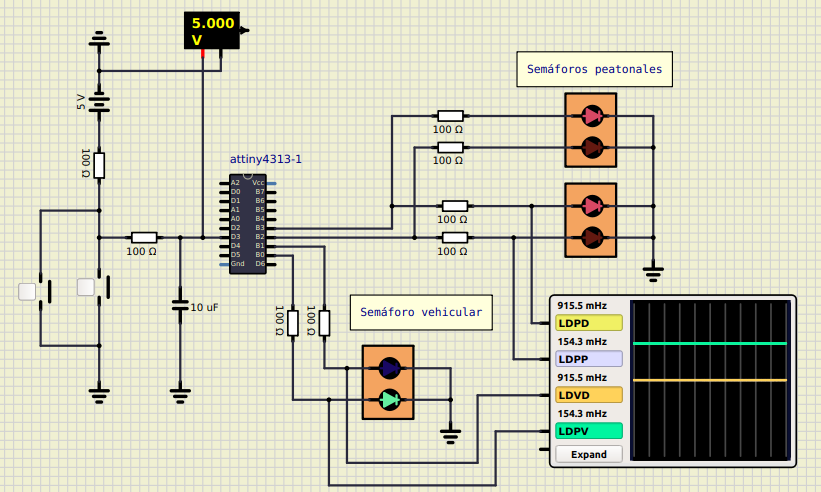 5.000
V
Semáforos peatonales
5 V
100 Ω
100 Ω
100 Ω
attiny4313-1
A2 Vcc
D0 B7
D1 B6
A1 B5
A0 B4
D2 B3
D3 B2
D4 B1
D5 B0
Gnd D6
100 Ω
100 Ω
100 Ω
10 uF
100 Ω
100 Ω
Semáforo vehicular
915.5 mHz
LDPD
154.3 mHz
LDPP
915.5 mHz
LDVD
154.3 mHz
LDPV
Expand